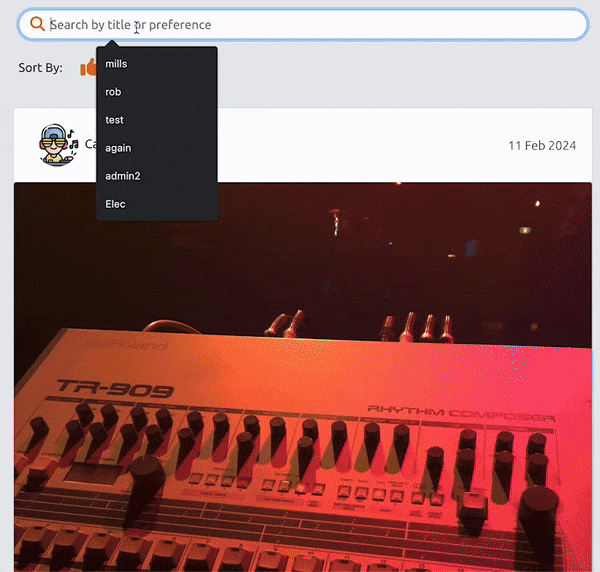 Search by title or preference
Sort By:
mills
rob
test
again
admin2
Elec
Ca
11 Feb 2024
Roland
TR-909
RHYTHM COMPOSER